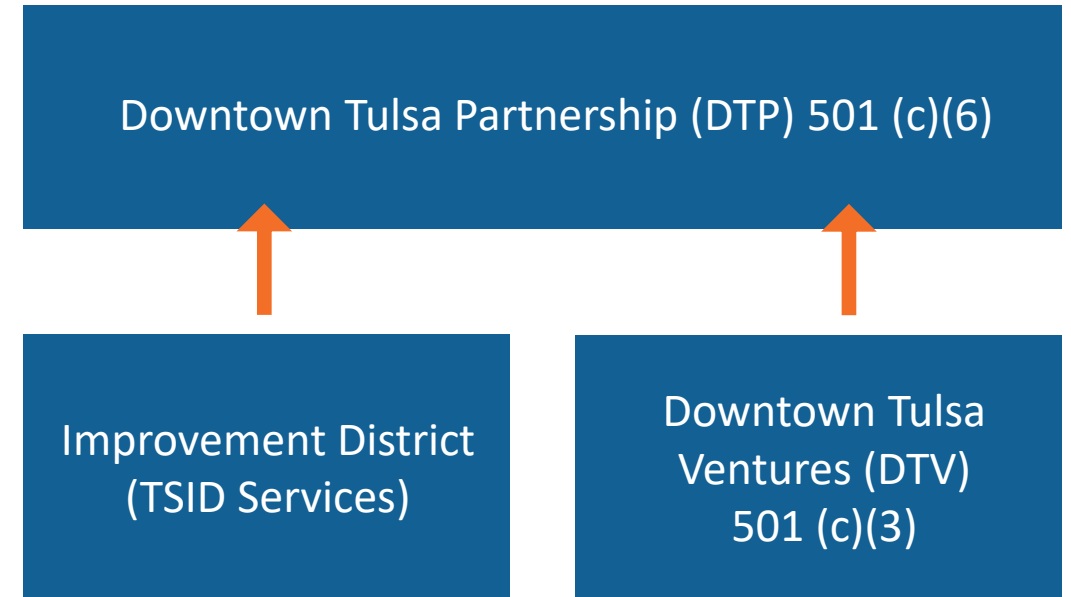 Downtown Tulsa Partnership (DTP) 501 (c)(6)
Improvement District
(TSID Services)
Downtown Tulsa
Ventures (DTV)
501 (c)(3)